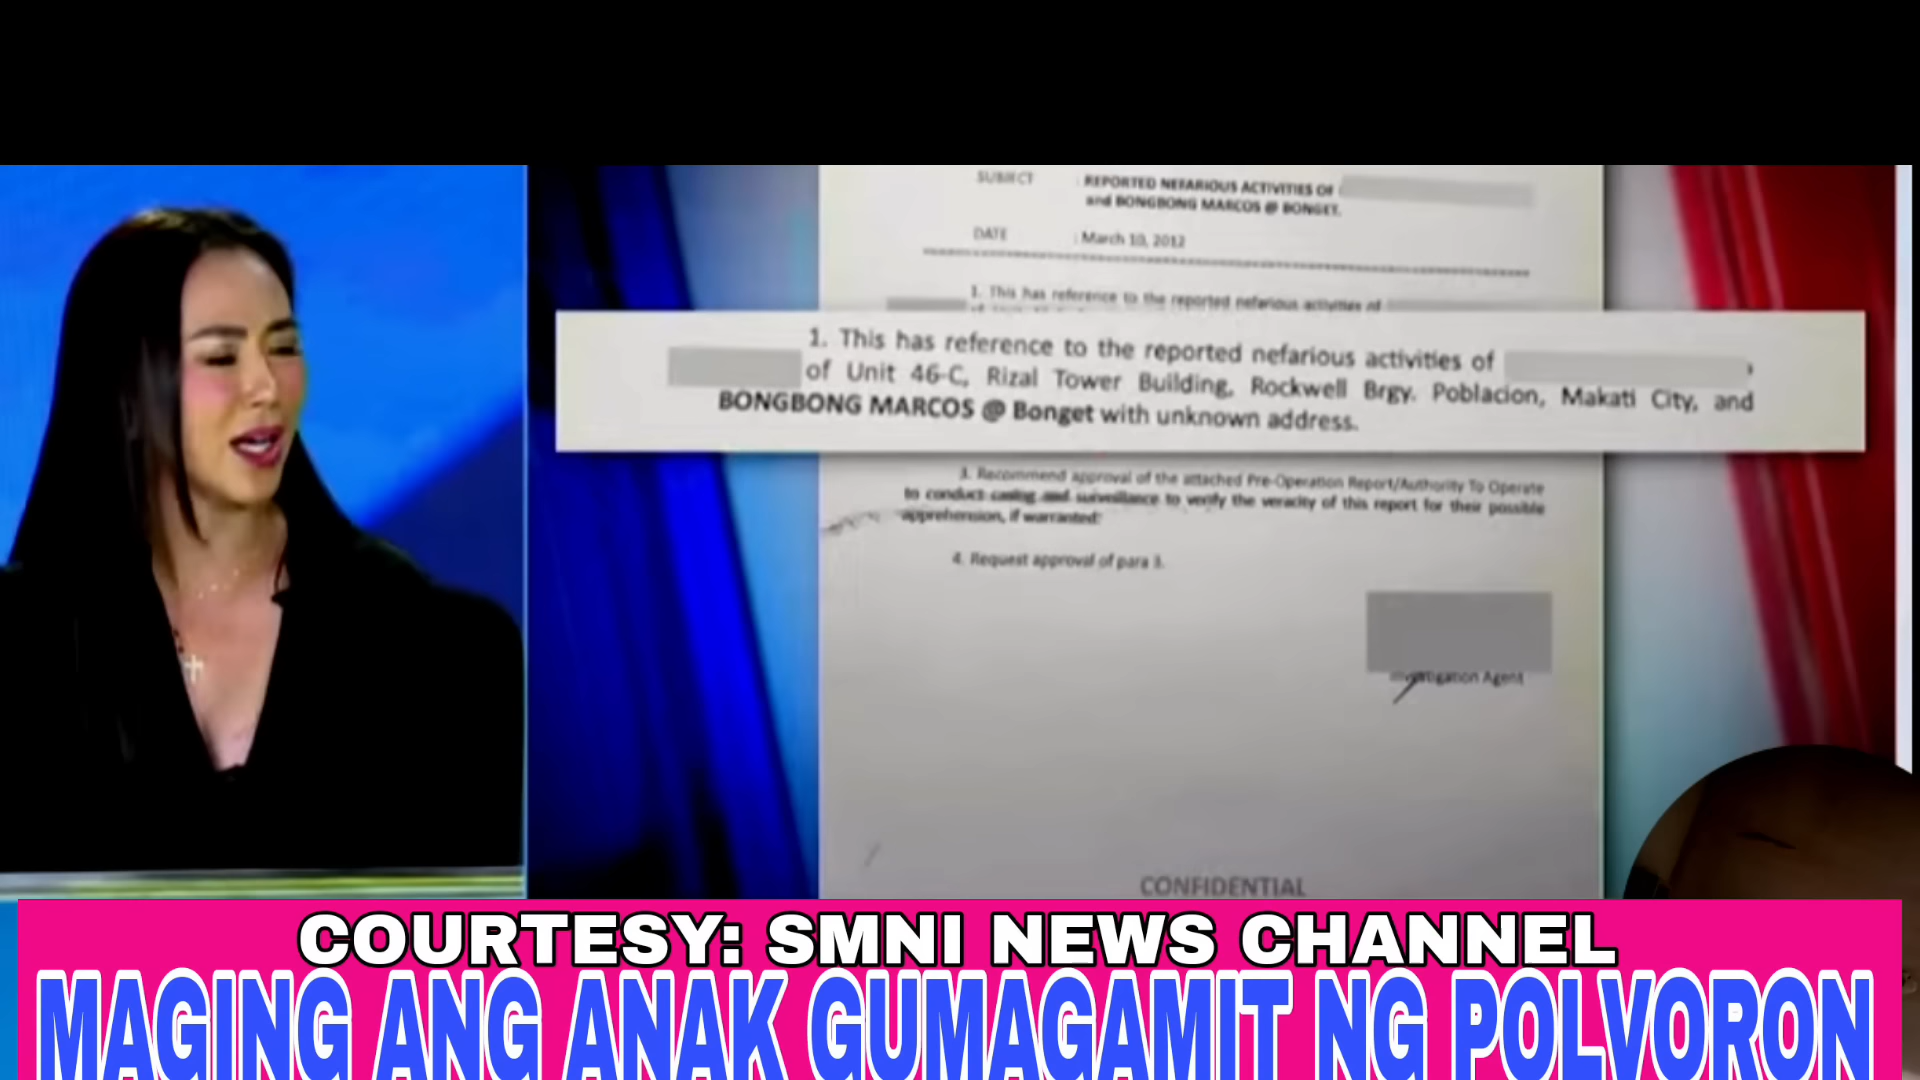 SUBJECT : REPORTED NEFARIOUS ACTIVITIES OF
and BONGBONG MARCOS @ BONGET.
DATE : March 10, 2012
1. This has reference to the reported nefarious activities of
1. This has reference to the reported nefarious activities of
of Unit 46-C, Rizal Tower Building, Rockwell Brgy. Poblacion, Makati City, and
BONGBONG MARCOS @ Bonget with unknown address.
3. Recommend approval of the attached Pre-Operation Report/Authority To Operate
to conduct casing and surveillance to verify the veracity of this report for their possible
apprehension, if warranted.
4. Request approval of para 3.
Investigation Agent
CONFIDENTIAL
COURTESY: SMNI NEWS CHANNEL
MAGING ANG ANAK GUMAGAMIT NG POLVORON